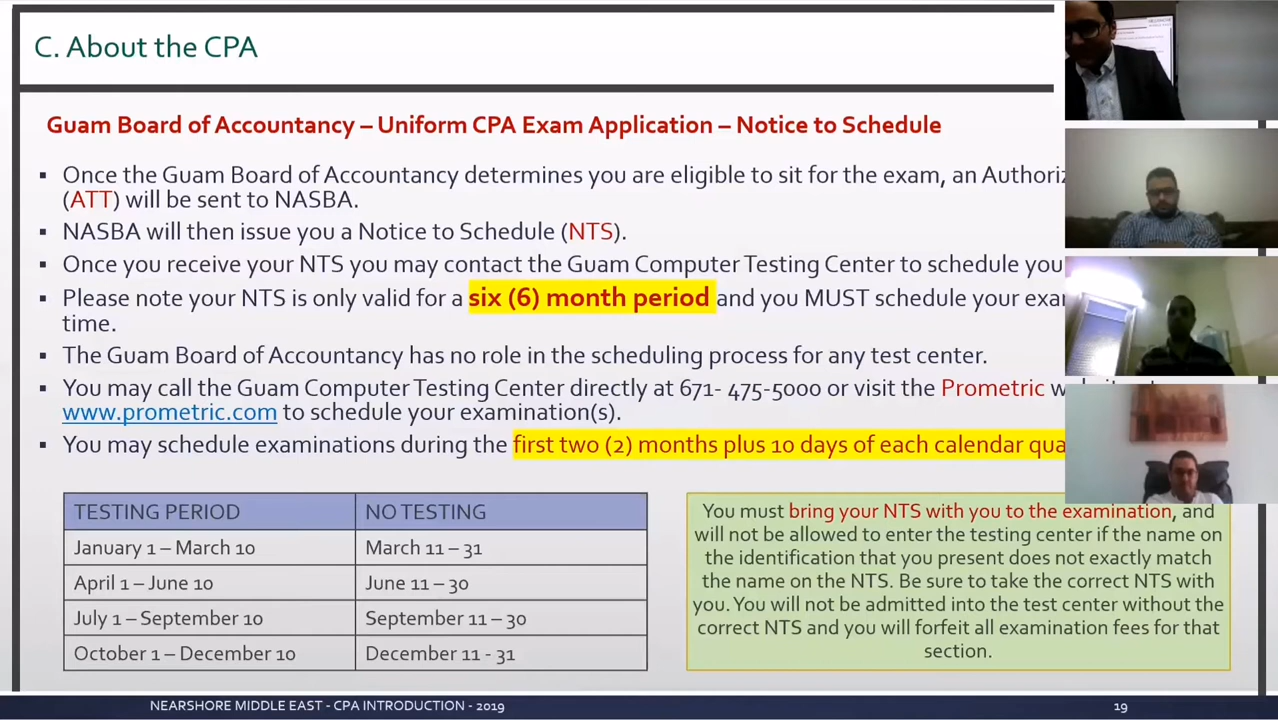 C. About the CPA
Guam Board of Accountancy – Uniform CPA Exam Application – Notice to Schedule
▪ Once the Guam Board of Accountancy determines you are eligible to sit for the exam, an
(ATT) will be sent to NASBA.
▪ NASBA will then issue you a Notice to Schedule (NTS).
▪ Once you receive your NTS you may contact the Guam Computer Testing Center to schedule
▪ Please note your NTS is only valid for a six (6) month period and you MUST schedule your
time.
▪ The Guam Board of Accountancy has no role in the scheduling process for any test center.
▪ You may call the Guam Computer Testing Center directly at 671- 475-5000 or visit the Prometric
www.prometric.com to schedule your examination(s).
▪ You may schedule examinations during the first two (2) months plus 10 days of each calendar
TESTING PERIOD NO TESTING
January 1 – March 10 March 11 – 31
April 1 – June 10 June 11 – 30
July 1 – September 10 September 11 – 30
October 1 – December 10 December 11 - 31
You must bring your NTS with you to the examination, and
will not be allowed to enter the testing center if the name on
the identification that you present does not exactly match
the name on the NTS. Be sure to take the correct NTS with
you. You will not be admitted into the test center without the
correct NTS and you will forfeit all examination fees for that
section.
NEARSHORE MIDDLE EAST - CPA INTRODUCTION - 2019
19